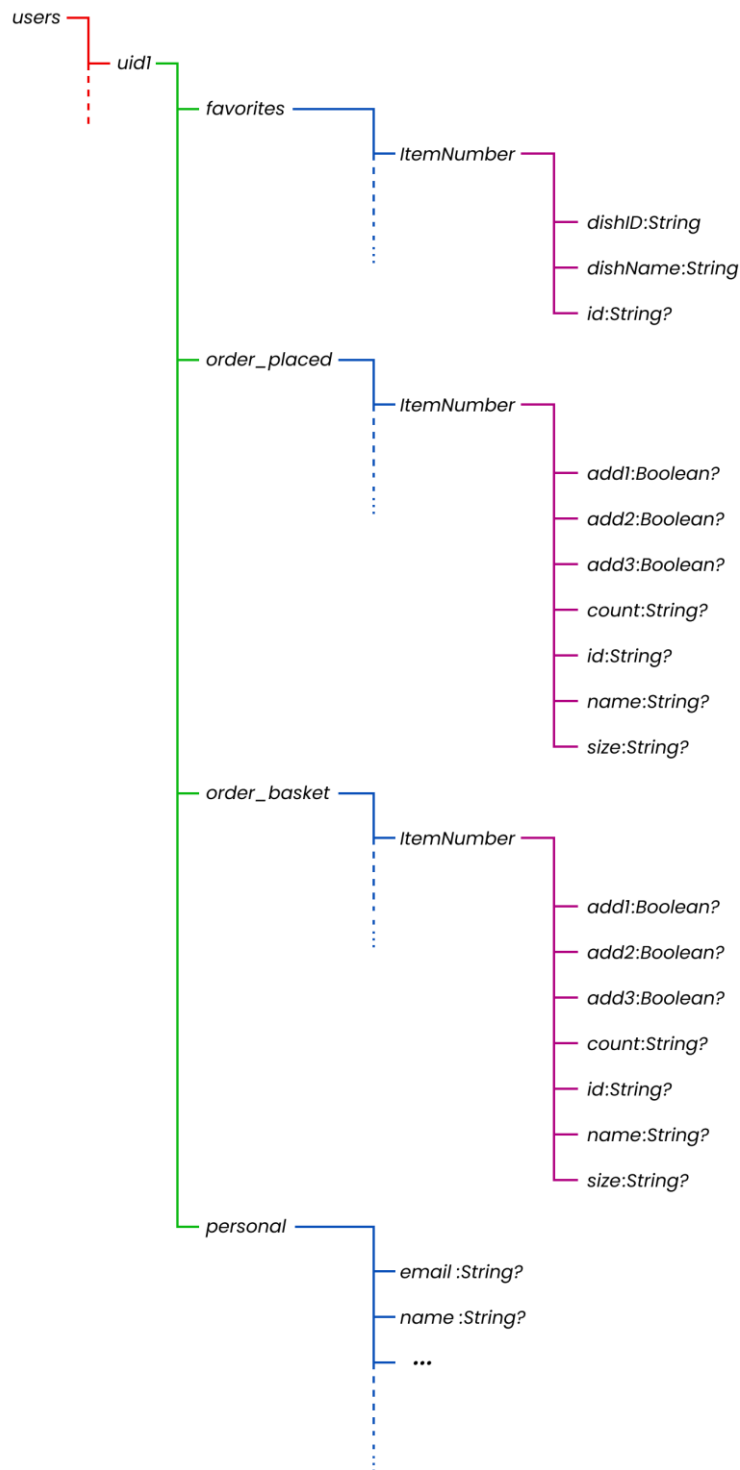 users
uid1
favorites
ItemNumber
dishID:String
dishName:String
id:String?
order_placed
ItemNumber
add1:Boolean?
add2:Boolean?
add3:Boolean?
count:String?
id:String?
name:String?
size:String?
order_basket
ItemNumber
add1:Boolean?
add2:Boolean?
add3:Boolean?
count:String?
id:String?
name:String?
size:String?
personal
email :String?
name :String?
...